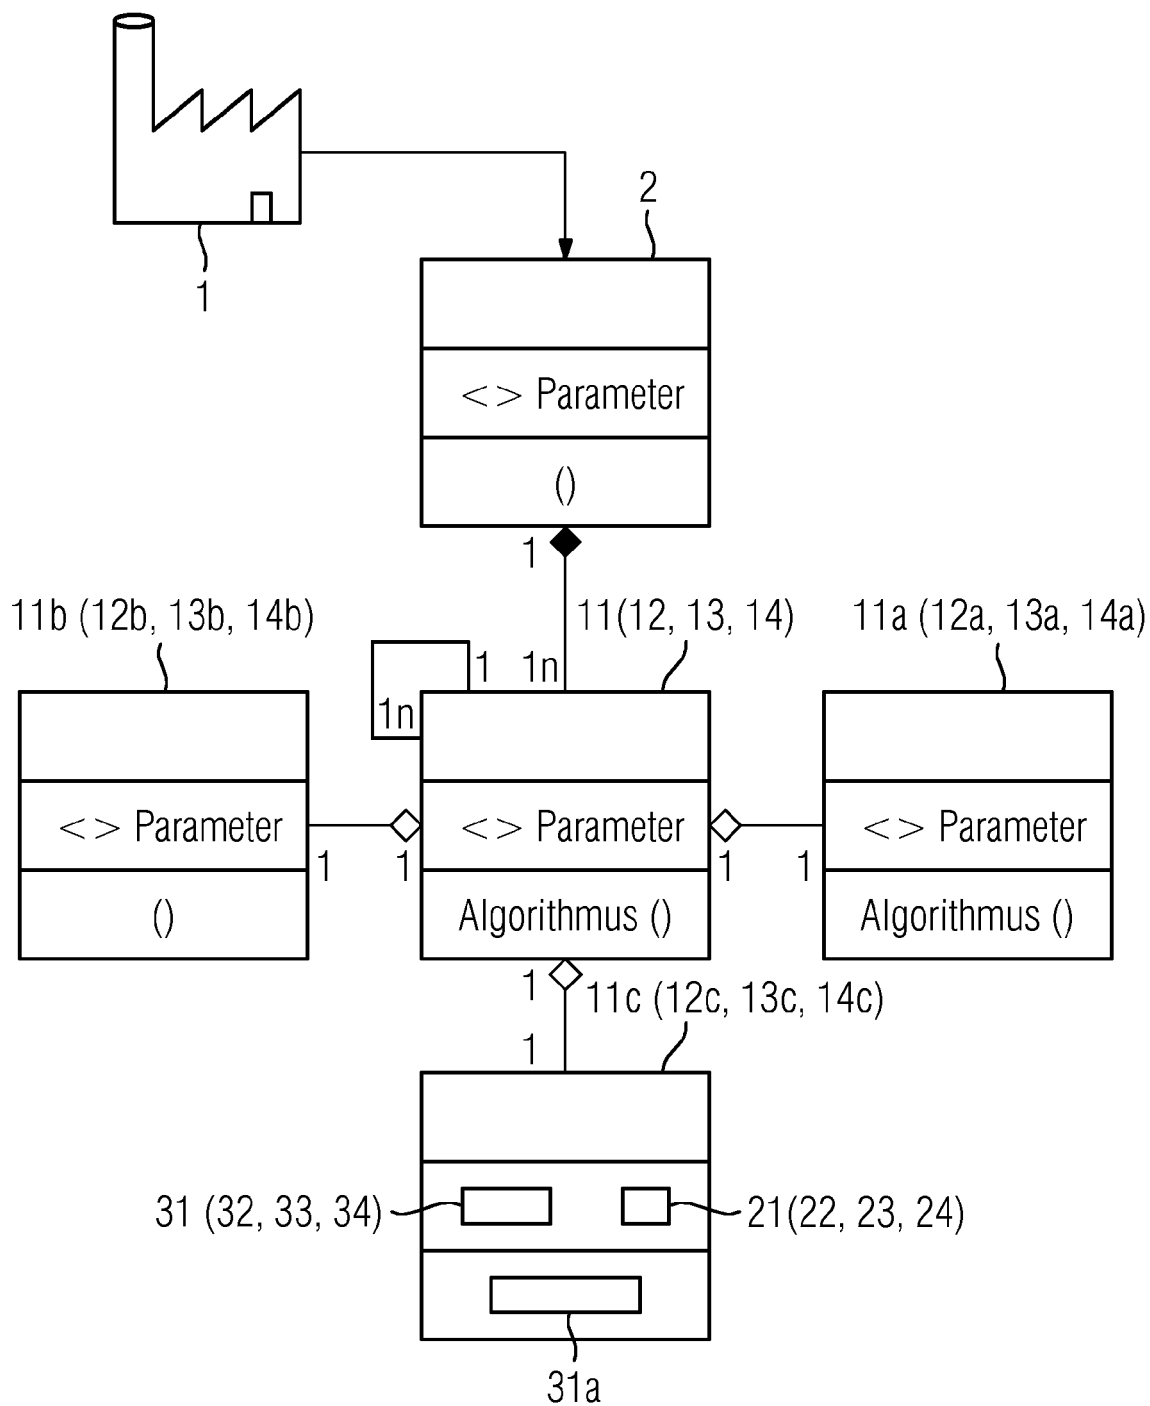 2
1
< > Parameter
()
1
11b (12b, 13b, 14b)
11(12, 13, 14)
11a (12a, 13a, 14a)
1
1n
1n
< > Parameter
< > Parameter
< > Parameter
1
1
1
1
()
Algorithmus ()
Algorithmus ()
1
11c (12c, 13c, 14c)
1
31 (32, 33, 34)
21(22, 23, 24)
31a